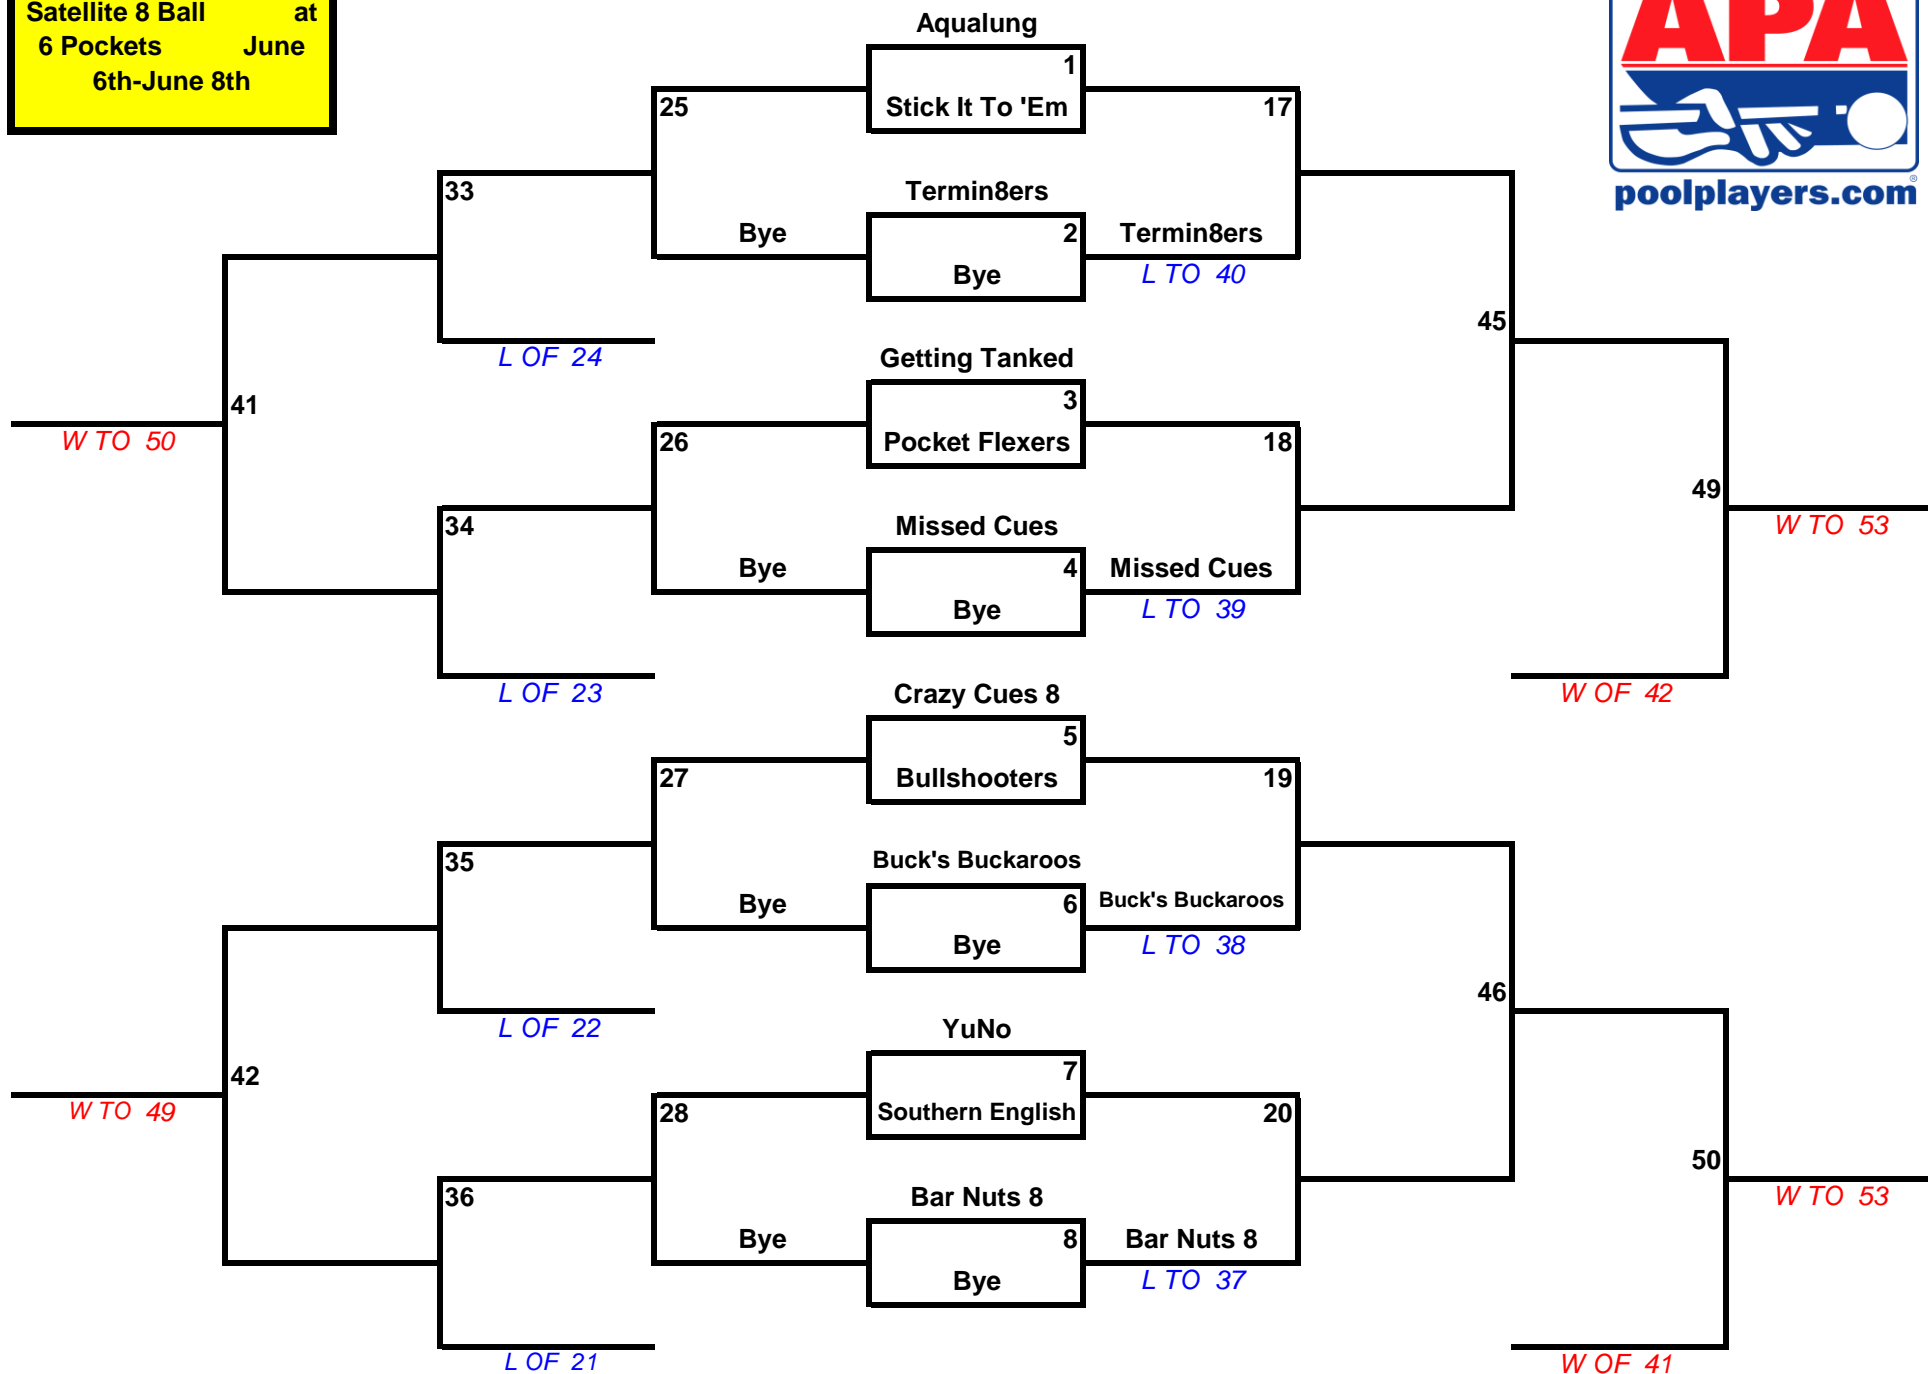 Satellite 8 Ball at
6 Pockets June
6th-June 8th
APA
poolplayers.com
®
Aqualung
1
25
Stick It To 'Em
17
33
Termin8ers
Bye
2
Termin8ers
Bye
L TO 40
45
L OF 24
Getting Tanked
41
3
W TO 50
26
Pocket Flexers
18
49
34
Missed Cues
W TO 53
Bye
4
Missed Cues
Bye
L TO 39
L OF 23
Crazy Cues 8
W OF 42
5
27
Bullshooters
19
35
Buck's Buckaroos
Bye
6
Buck's Buckaroos
Bye
L TO 38
46
L OF 22
YuNo
42
7
W TO 49
28
Southern English
20
50
36
Bar Nuts 8
W TO 53
Bye
8
Bar Nuts 8
Bye
L TO 37
L OF 21
W OF 41